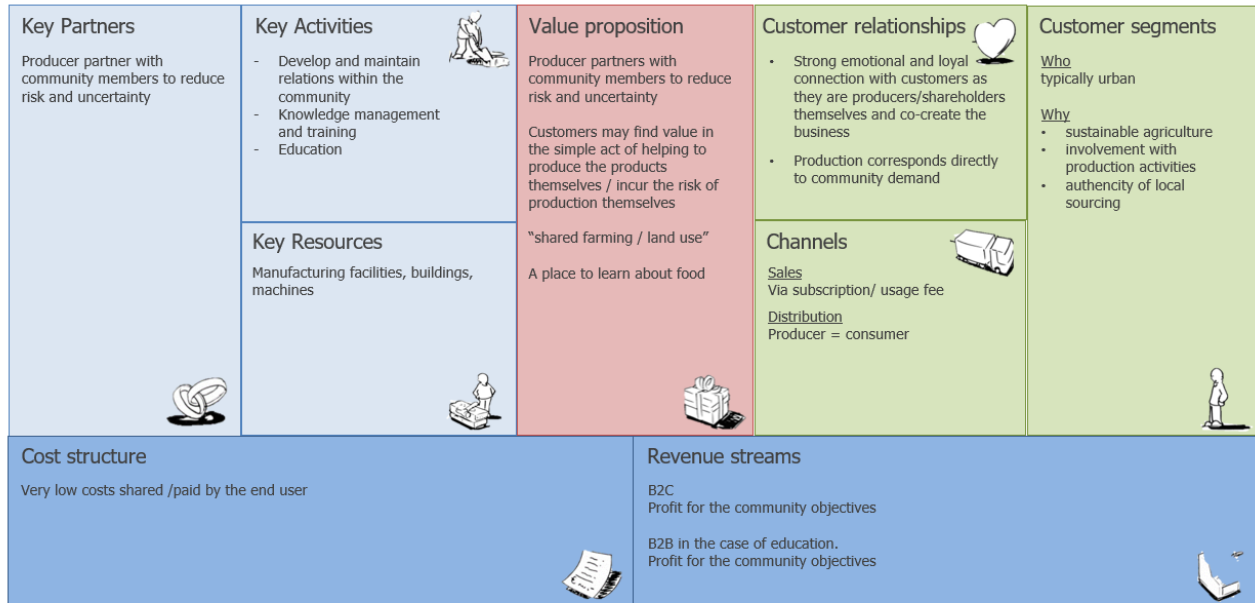 Key Partners
Producer partner with
community members to reduce
risk and uncertainty
Key Activities
- Develop and maintain
relations within the
community
- Knowledge management
and training
- Education
Key Resources
Manufacturing facilities, buildings,
machines
Value proposition
Producer partners with
community members to reduce
risk and uncertainty
Customers may find value in
the simple act of helping to
produce the products
themselves / incur the risk of
production themselves
“shared farming / land use”
A place to learn about food
Customer relationships
• Strong emotional and loyal
connection with customers as
they are producers/shareholders
themselves and co-create the
business
• Production corresponds directly
to community demand
Channels
Sales
Via subscription/ usage fee
Distribution
Producer = consumer
Customer segments
Who
typically urban
Why
• sustainable agriculture
• involvement with
production activities
• authencity of local
sourcing
Cost structure
Very low costs shared /paid by the end user
Revenue streams
B2C
Profit for the community objectives
B2B in the case of education.
Profit for the community objectives